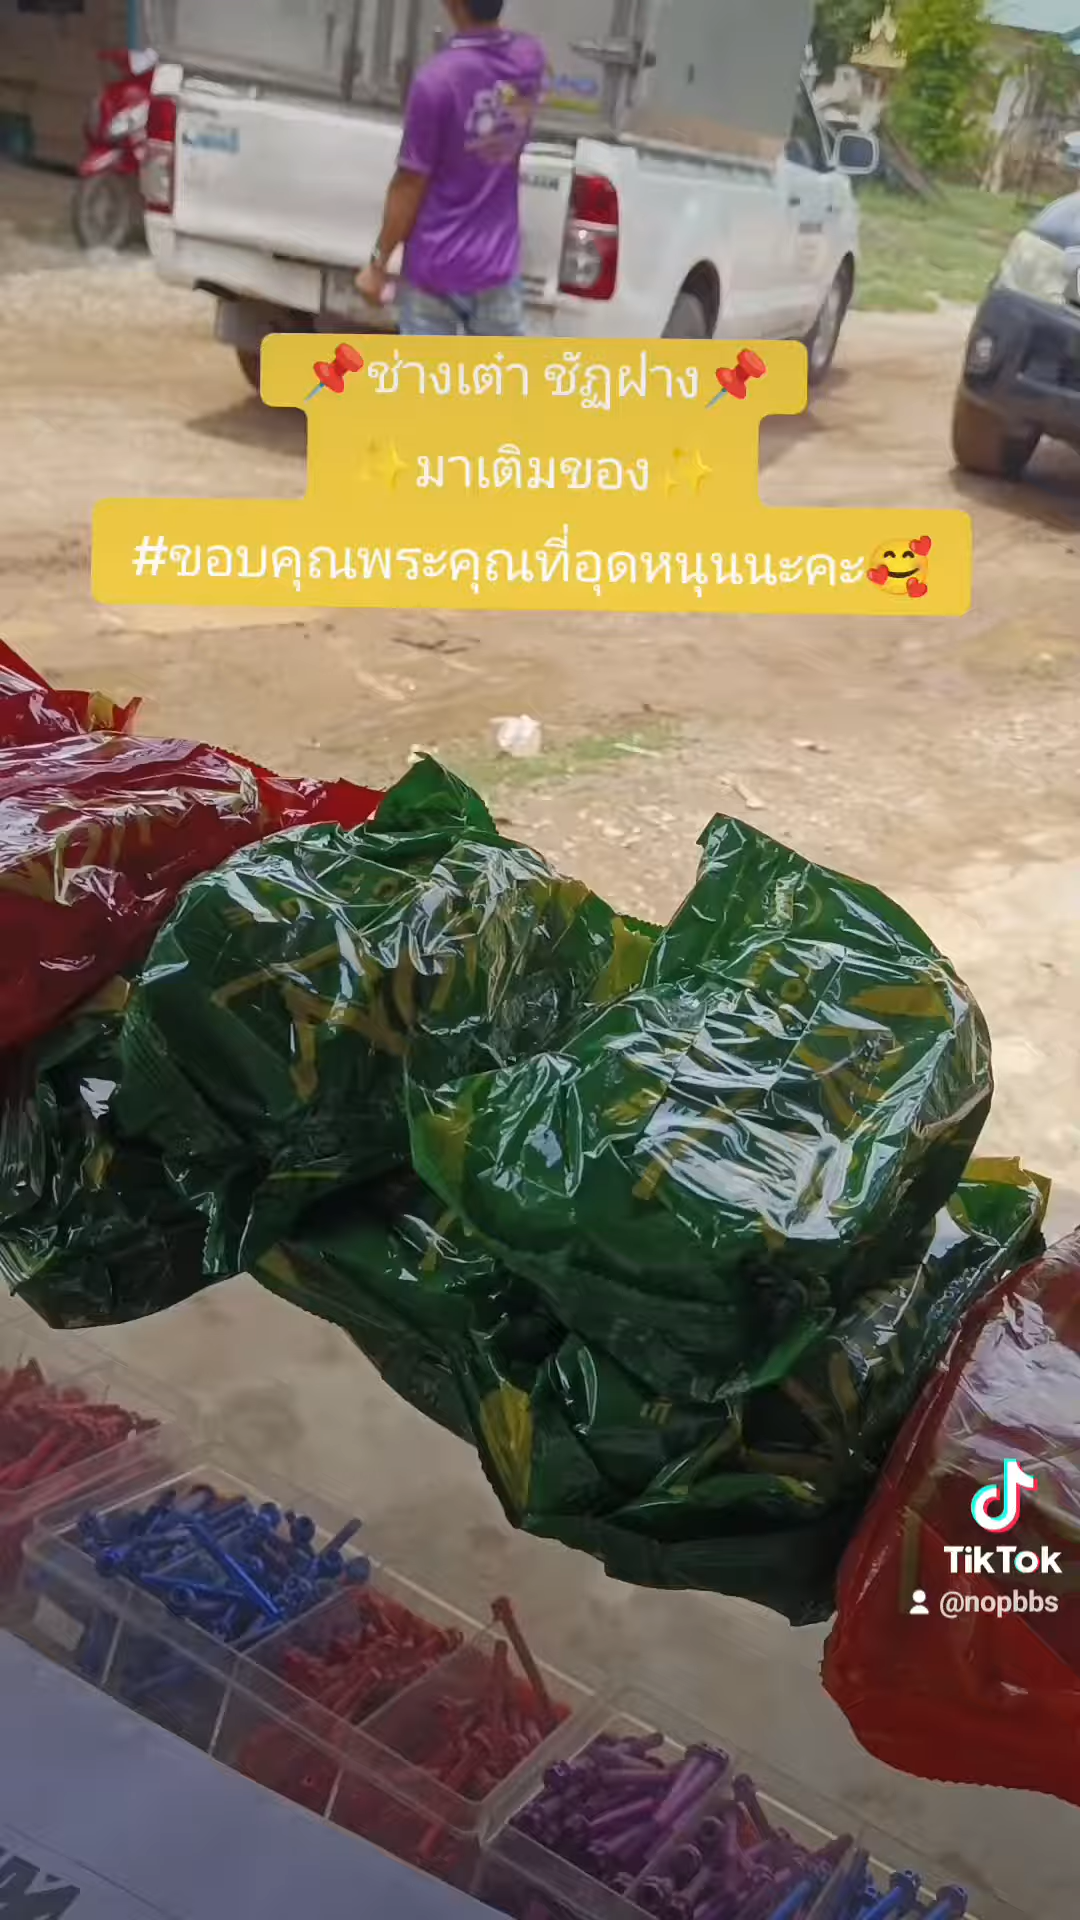 📌ช่างเต๋า ชัฏฝาง📌
✨มาเติมของ✨
#ขอบคุณพระคุณที่อุดหนุนนะคะ🥰
TikTok
@nopbbs